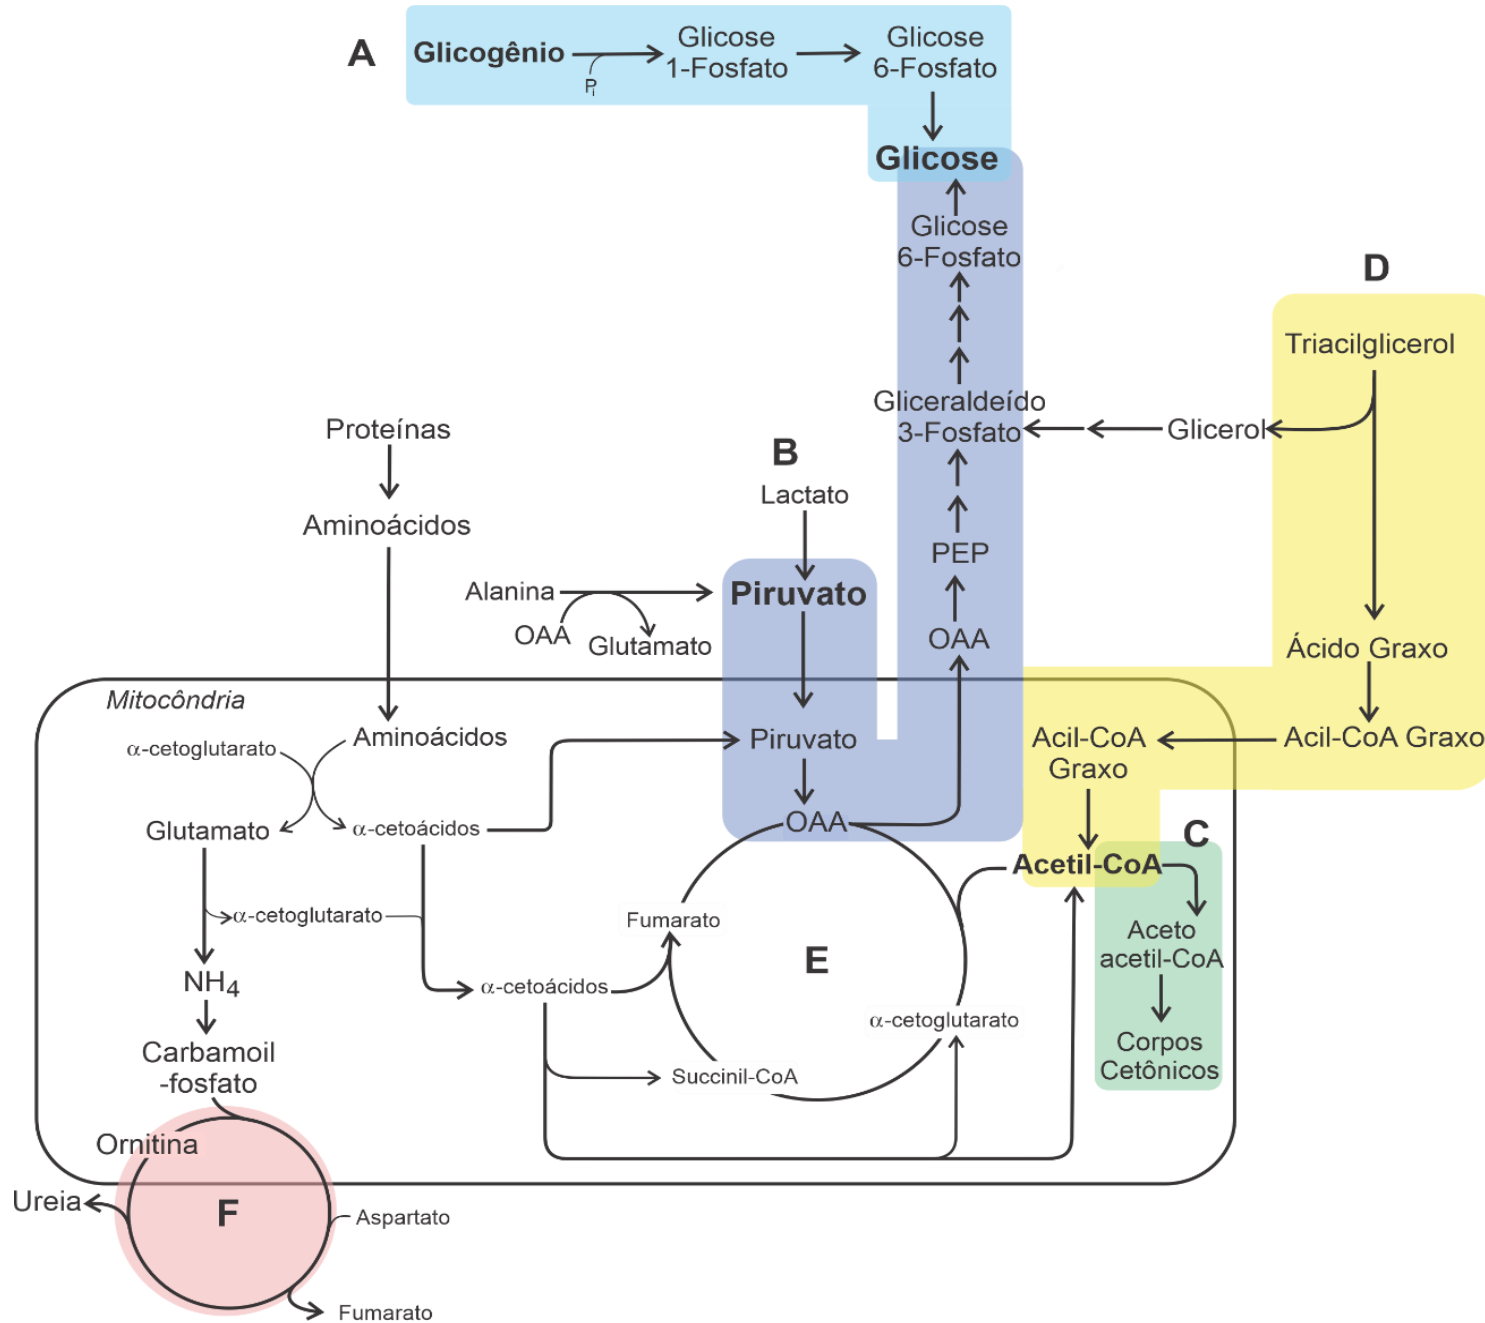 A
Glicogênio
Pi
Glicose
1-Fosfato
Glicose
6-Fosfato
Glicose
Glicose
6-Fosfato
D
Triacilglicerol
Gliceraldeído
3-Fosfato
Glicerol
Proteínas
B
Lactato
Aminoácidos
PEP
Alanina
Piruvato
OAA
Glutamato
OAA
Ácido Graxo
Mitocôndria
α-cetoglutarato
Aminoácidos
Piruvato
Acil-CoA
Graxo
Acil-CoA Graxo
Glutamato
α-cetoácidos
OAA
C
Acetil-CoA
α-cetoglutarato
Fumarato
Aceto
acetil-CoA
E
NH4
α-cetoácidos
α-cetoglutarato
Corpos
Cetônicos
Carbamoil
-fosfato
Succinil-CoA
Ornitina
Ureia
F
Aspartato
Fumarato